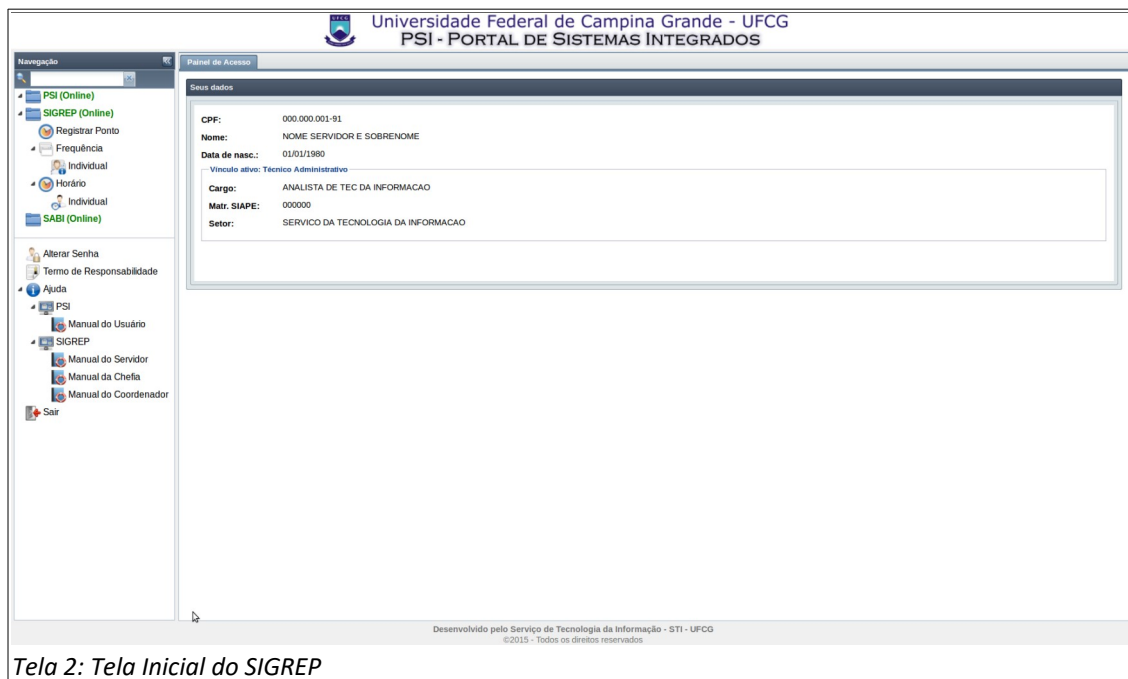 UFCG
Universidade Federal de Campina Grande - UFCG
PSI - PORTAL DE SISTEMAS INTEGRADOS
Navegação
PSI (Online)
SIGREP (Online)
Registrar Ponto
Frequência
Individual
Horário
Individual
SABI (Online)
Alterar Senha
Termo de Responsabilidade
Ajuda
PSI
Manual do Usuário
SIGREP
Manual do Servidor
Manual da Chefia
Manual do Coordenador
Sair
Painel de Acesso
Seus dados
CPF: 000.000.001-91
Nome: NOME SERVIDOR E SOBRENOME
Data de nasc.: 01/01/1980
Vínculo ativo: Técnico Administrativo
Cargo: ANALISTA DE TEC DA INFORMACAO
Matr. SIAPE: 000000
Setor: SERVICO DA TECNOLOGIA DA INFORMACAO
Desenvolvido pelo Serviço de Tecnologia da Informação - STI - UFCG
©2015 - Todos os direitos reservados
Tela 2: Tela Inicial do SIGREP